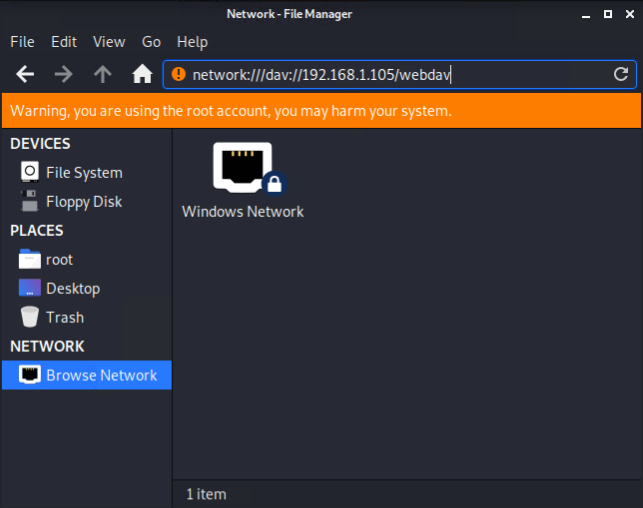 Network - File Manager
File Edit View Go Help
network:///dav://192.168.1.105/webdav
Warning, you are using the root account, you may harm your system.
DEVICES
File System
Floppy Disk
PLACES
root
Desktop
Trash
NETWORK
Browse Network
Windows Network
1 item